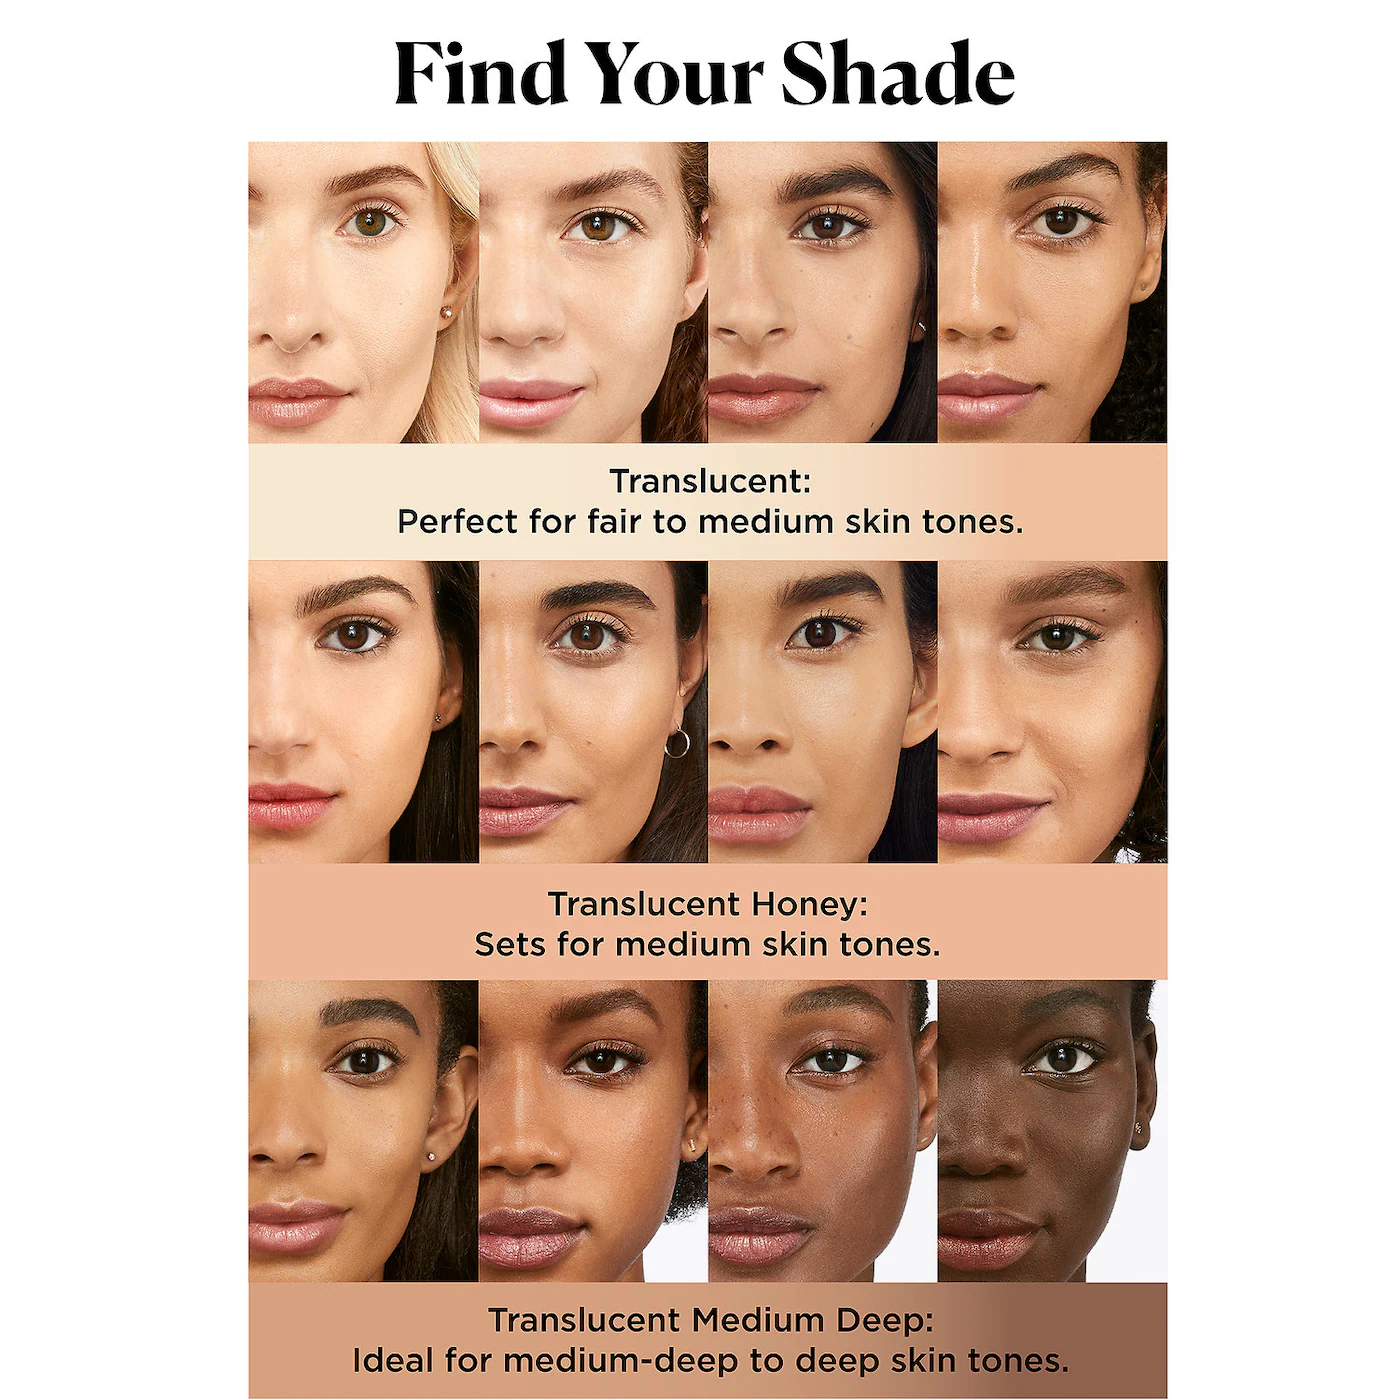 Find Your Shade
Translucent:
Perfect for fair to medium skin tones.
Translucent Honey:
Sets for medium skin tones.
Translucent Medium Deep:
Ideal for medium-deep to deep skin tones.